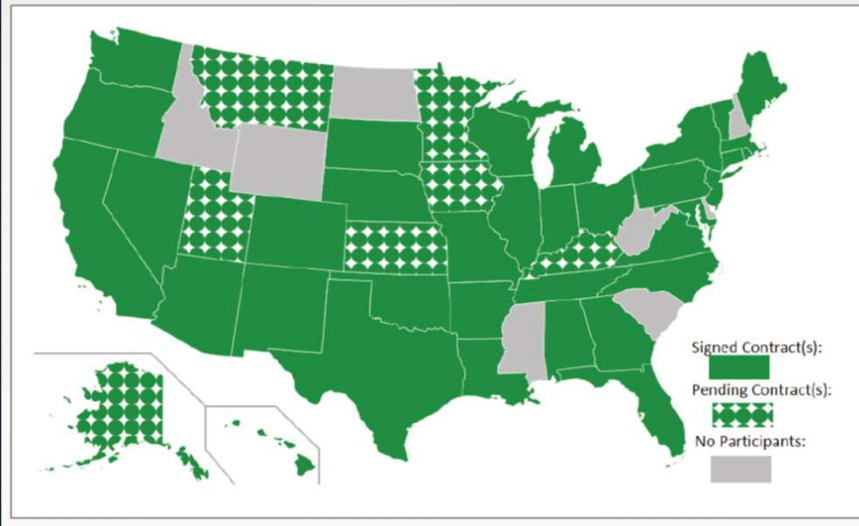 Signed Contract(s):
Pending Contract(s):
No Participants: